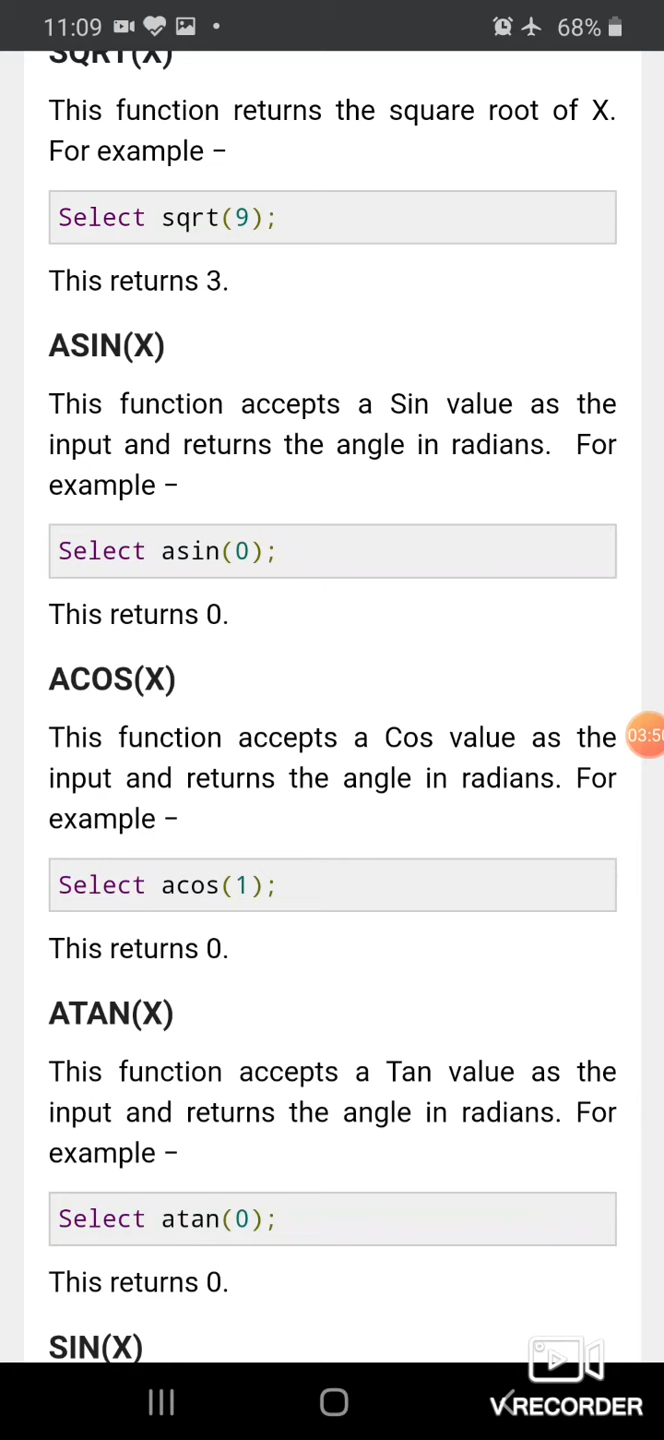 11:09
68%
SQRT(X)
This function returns the square root of X.
For example –
Select sqrt(9);
This returns 3.
ASIN(X)
This function accepts a Sin value as the
input and returns the angle in radians. For
example –
Select asin(0);
This returns 0.
ACOS(X)
This function accepts a Cos value as the
03:50
input and returns the angle in radians. For
example –
Select acos(1);
This returns 0.
ATAN(X)
This function accepts a Tan value as the
input and returns the angle in radians. For
example –
Select atan(0);
This returns 0.
SIN(X)
VRECORDER